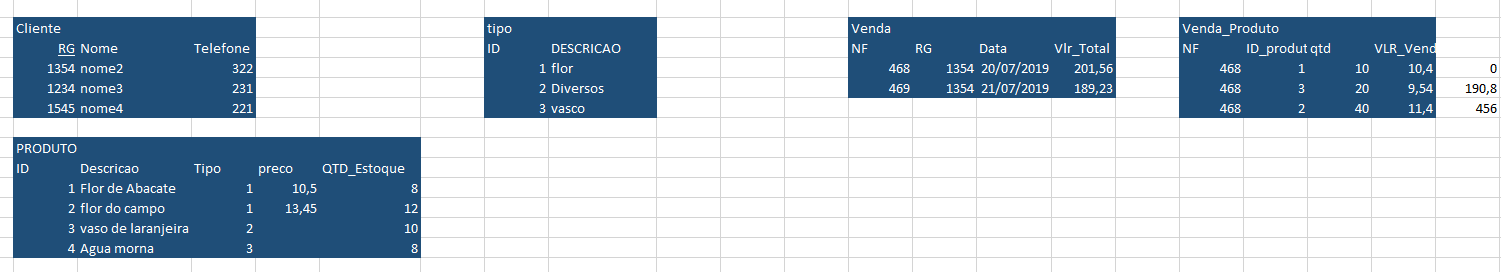 Cliente
RG Nome Telefone
1354 nome2 322
1234 nome3 231
1545 nome4 221
tipo
ID DESCRICAO
1 flor
2 Diversos
3 vasco
Venda
NF RG Data Vlr_Total
468 1354 20/07/2019 201,56
469 1354 21/07/2019 189,23
Venda_Produto
NF ID_produt qtd VLR_Vend
468 1 10 10,4 0
468 3 20 9,54 190,8
468 2 40 11,4 456
PRODUTO
ID Descricao Tipo preco QTD_Estoque
1 Flor de Abacate 1 10,5 8
2 flor do campo 1 13,45 12
3 vaso de laranjeira 2 10
4 Agua morna 3 8